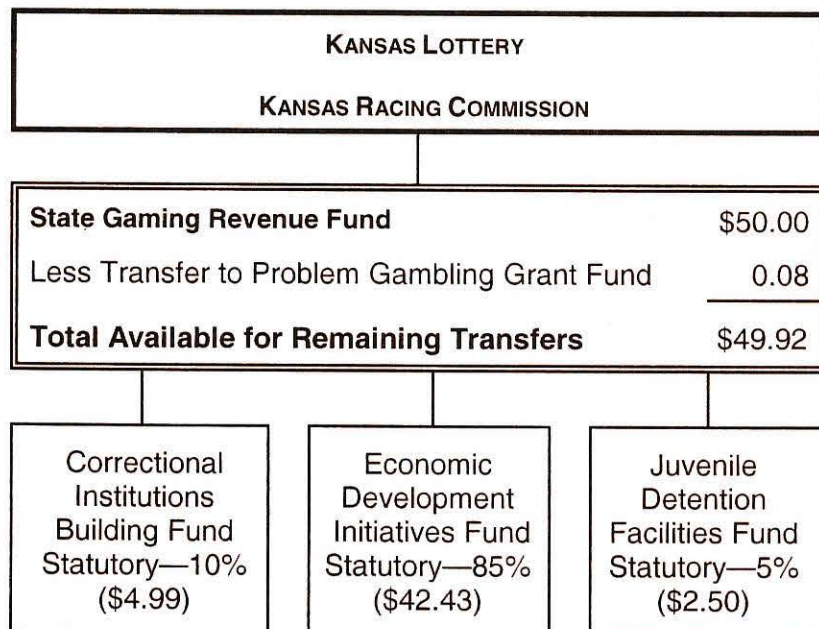 KANSAS LOTTERY
KANSAS RACING COMMISSION
State Gaming Revenue Fund $50.00
Less Transfer to Problem Gambling Grant Fund 0.08
Total Available for Remaining Transfers $49.92
Correctional
Institutions
Building Fund
Statutory—10%
($4.99)
Economic
Development
Initiatives Fund
Statutory—85%
($42.43)
Juvenile
Detention
Facilities Fund
Statutory—5%
($2.50)